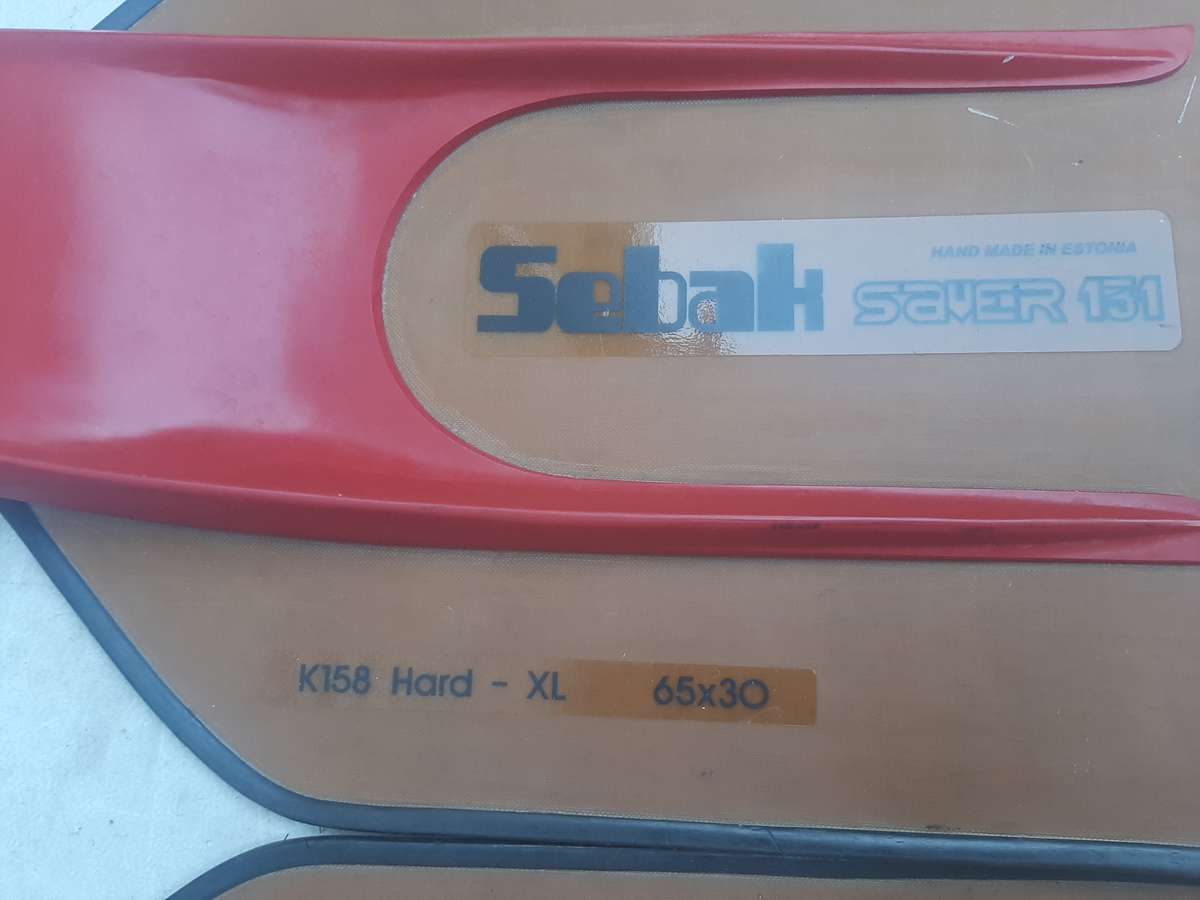 Sebak
HAND MADE IN ESTONIA
SAVER 131
K158 Hard - XL 65x30